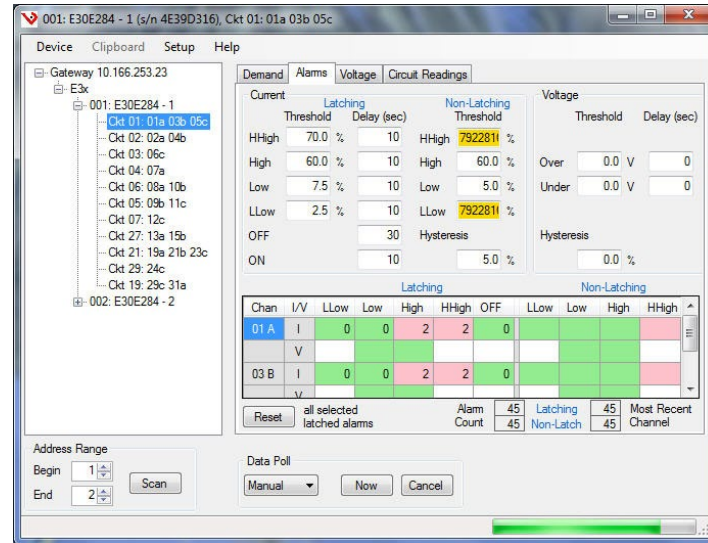 001: E30E284 - 1 (s/n 4E39D316), Ckt 01: 01a 03b 05c
Device Clipboard Setup Help
Gateway 10.166.253.23
E3x
001: E30E284 - 1
Ckt 01: 01a 03b 05c
Ckt 02: 02a 04b
Ckt 03: 06c
Ckt 04: 07a
Ckt 06: 08a 10b
Ckt 05: 09b 11c
Ckt 07: 12c
Ckt 27: 13a 15b
Ckt 21: 19a 21b 23c
Ckt 29: 24c
Ckt 19: 29c 31a
002: E30E284 - 2
Demand Alarms Voltage Circuit Readings
Current Voltage
Latching Non-Latching
Threshold Delay (sec) Threshold Threshold Delay (sec)
HHigh 70.0 % 10 HHigh %
High 60.0 % 10 High 60.0 % Over 0.0 V 0
Low 7.5 % 10 Low 5.0 % Under 0.0 V 0
LLow 2.5 % 10 LLow %
OFF 30 Hysteresis Hysteresis
ON 10 5.0 % 0.0 %
Latching Non-Latching
Chan I/V LLow Low High HHigh OFF LLow Low High HHigh
01 A I 0 0 2 2 0
V
03 B I 0 0 2 2 0
V
Reset all selected latched alarms
Alarm Count 45 Latching 45 Most Recent Channel
45 Non-Latch 45
Address Range
Begin 1
End 2
Scan
Data Poll
Manual Now Cancel